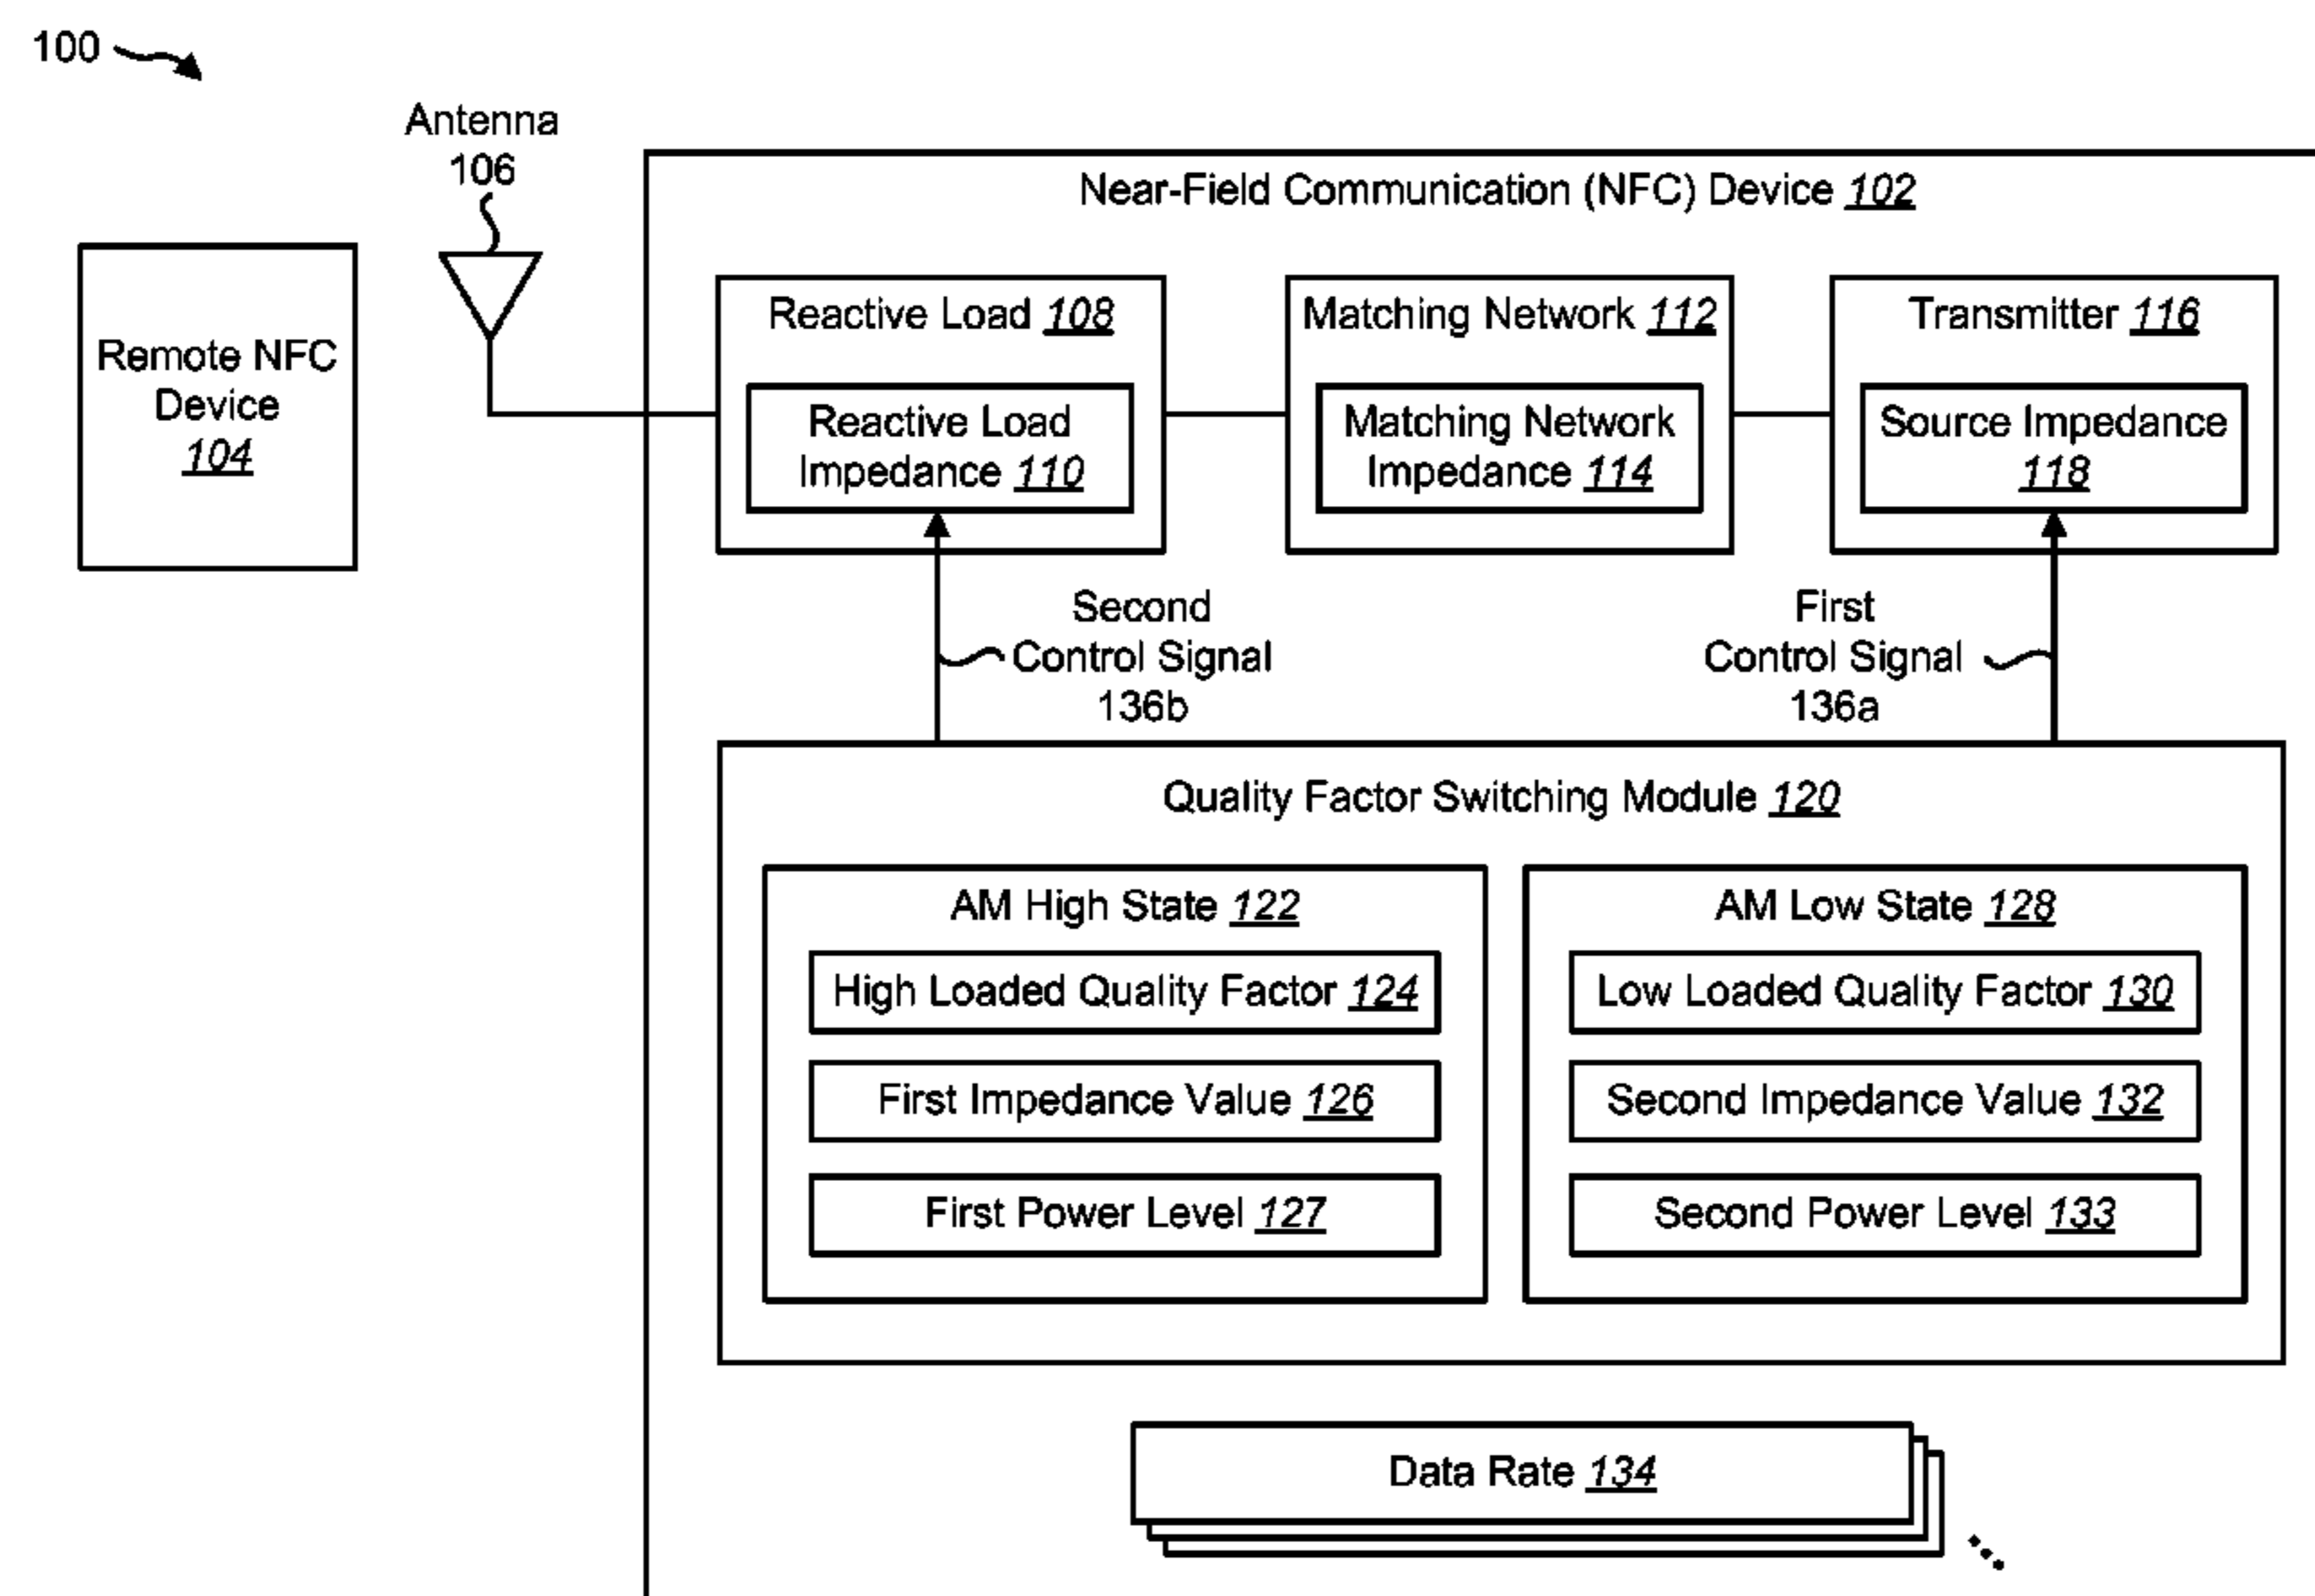 100
Antenna
106
Near-Field Communication (NFC) Device 102
Remote NFC
Device
104
Reactive Load 108
Reactive Load
Impedance 110
Matching Network 112
Matching Network
Impedance 114
Transmitter 116
Source Impedance
118
Second
Control Signal
136b
First
Control Signal
136a
Quality Factor Switching Module 120
AM High State 122
High Loaded Quality Factor 124
First Impedance Value 126
First Power Level 127
AM Low State 128
Low Loaded Quality Factor 130
Second Impedance Value 132
Second Power Level 133
Data Rate 134